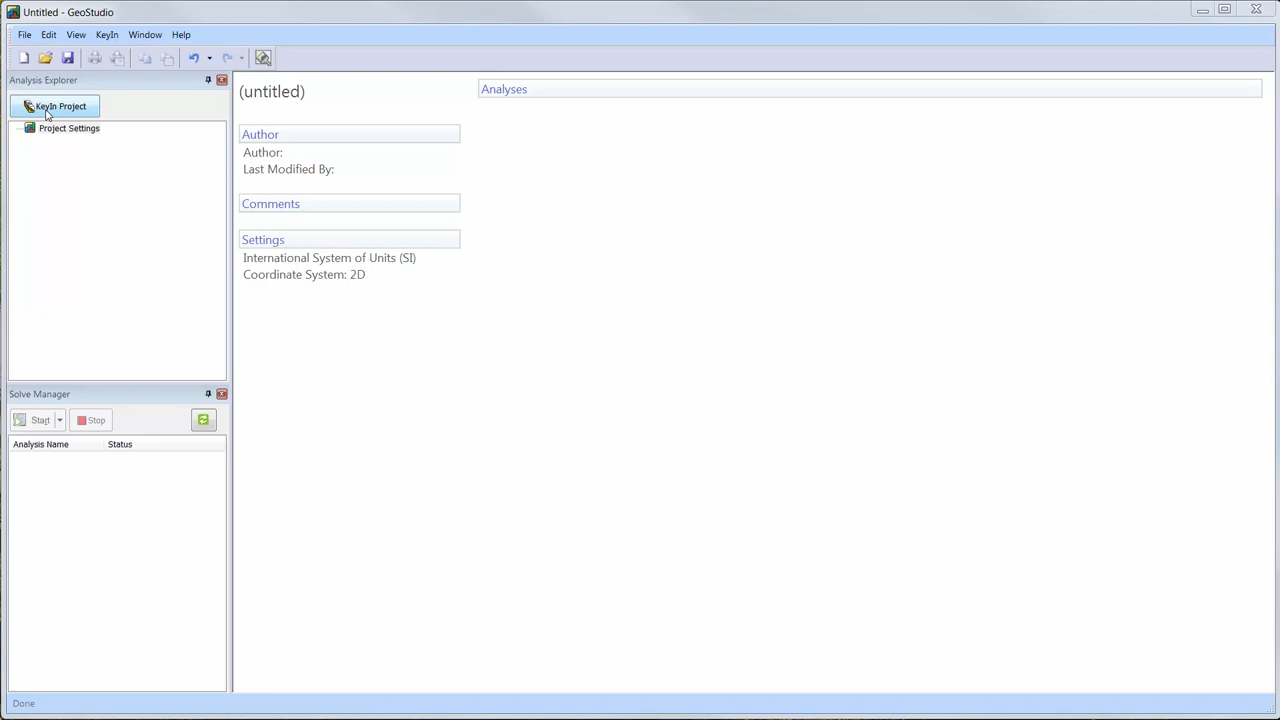 Untitled - GeoStudio
File Edit View KeyIn Window Help
Analysis Explorer
KeyIn Project
Project Settings
(untitled)
Author
Author:
Last Modified By:
Comments
Settings
International System of Units (SI)
Coordinate System: 2D
Analyses
Solve Manager
Start Stop
Analysis Name Status
Done